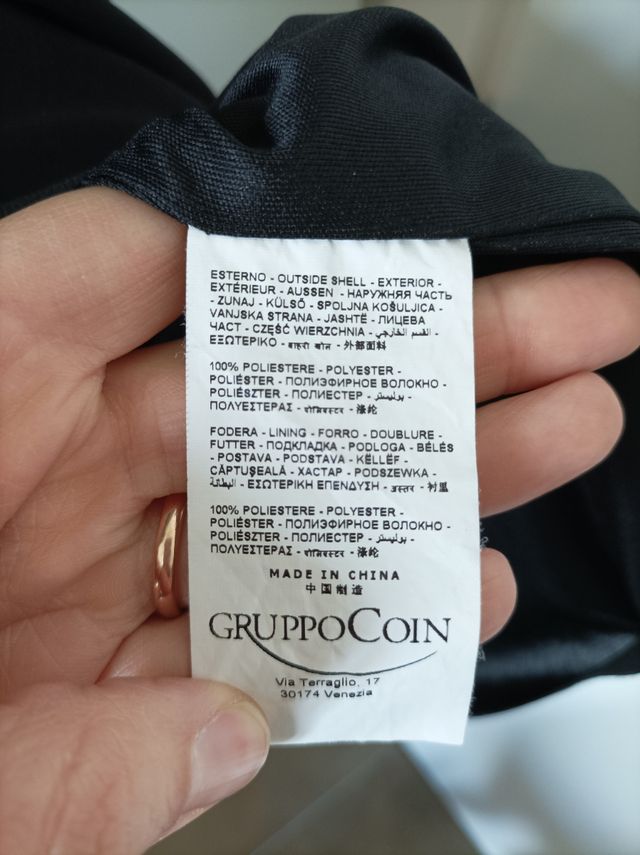 ESTERNO - OUTSIDE SHELL - EXTERIOR -
EXTÉRIEUR - AUSSEN - НАРУЖНЯЯ ЧАСТЬ
- ZUNAJ - KÜLSŐ - SPOLJNA KOŠULJICA -
VANJSKA STRANA - JASHTË - ЛИЦЕВА
ЧАСТ - CZĘŚĆ WIERZCHNIA - القسم الخارجي -
ΕΞΩΤΕΡΙΚΟ - बाहरी खोल - 外部面料
100% POLIESTERE - POLYESTER -
POLIÉSTER - ПОЛИЭФИРНОЕ ВОЛОКНО -
POLIÉSZTER - ПОЛИЕСТЕР - بوليستر -
ΠΟΛΥΕΣΤΕΡΑΣ - पोलिएस्टर - 涤纶
FODERA - LINING - FORRO - DOUBLURE -
FUTTER - ПОДКЛАДКА - PODLOGA - BÉLÉS
- POSTAVA - PODSTAVA - KËLLËF -
CĂPTUŞEALĂ - ХАСТАР - PODSZEWKA -
البطانة - ΕΣΩΤΕΡΙΚΗ ΕΠΕΝΔΥΣΗ - अस्तर - 衬里
100% POLIESTERE - POLYESTER -
POLIÉSTER - ПОЛИЭФИРНОЕ ВОЛОКНО -
POLIÉSZTER - ПОЛИЕСТЕР - بوليستر -
ΠΟΛΥΕΣΤΕΡΑΣ - पोलिएस्टर - 涤纶
MADE IN CHINA
中国制造
GRUPPOCOIN
Via Terraglio, 17
30174 Venezia